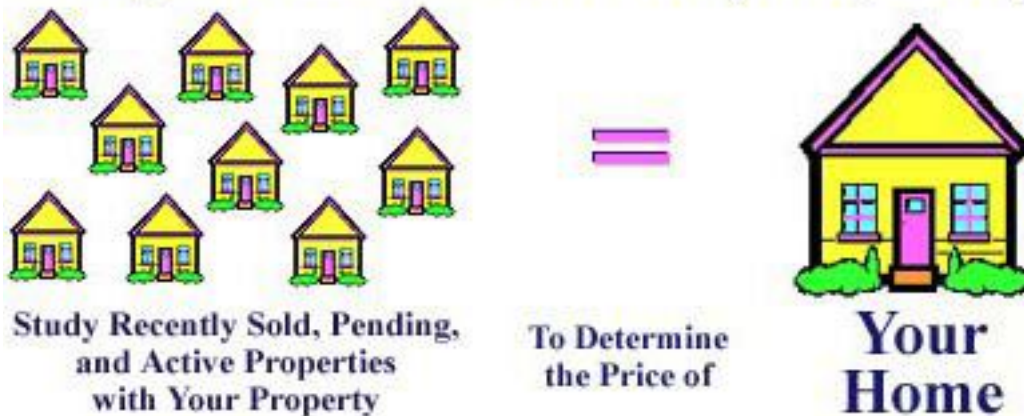 Study Recently Sold, Pending,
and Active Properties
with Your Property
To Determine
the Price of
Your
Home